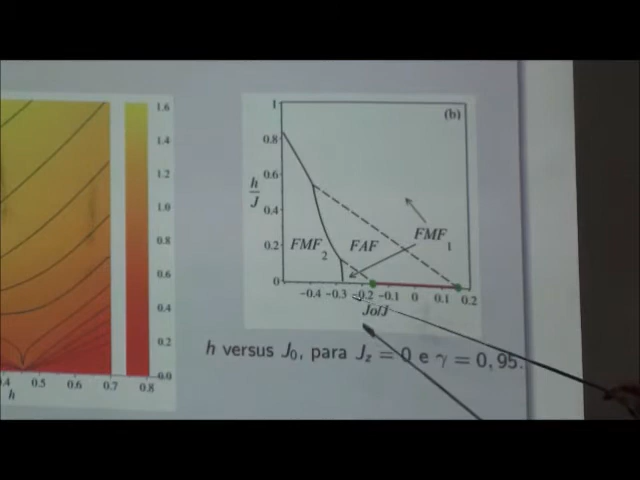 1.6
1.4
1.2
1.0
0.8
0.6
0.4
0.2
0.0
.4 0.5 0.6 0.7 0.8
h
(b)
1
0.8
0.6
0.4
0.2
0
h/J
FMF2
FAF
FMF1
−0.4 −0.3 −0.2 −0.1 0 0.1 0.2
Jo/J
h versus J0, para Jz = 0 e γ = 0, 95.